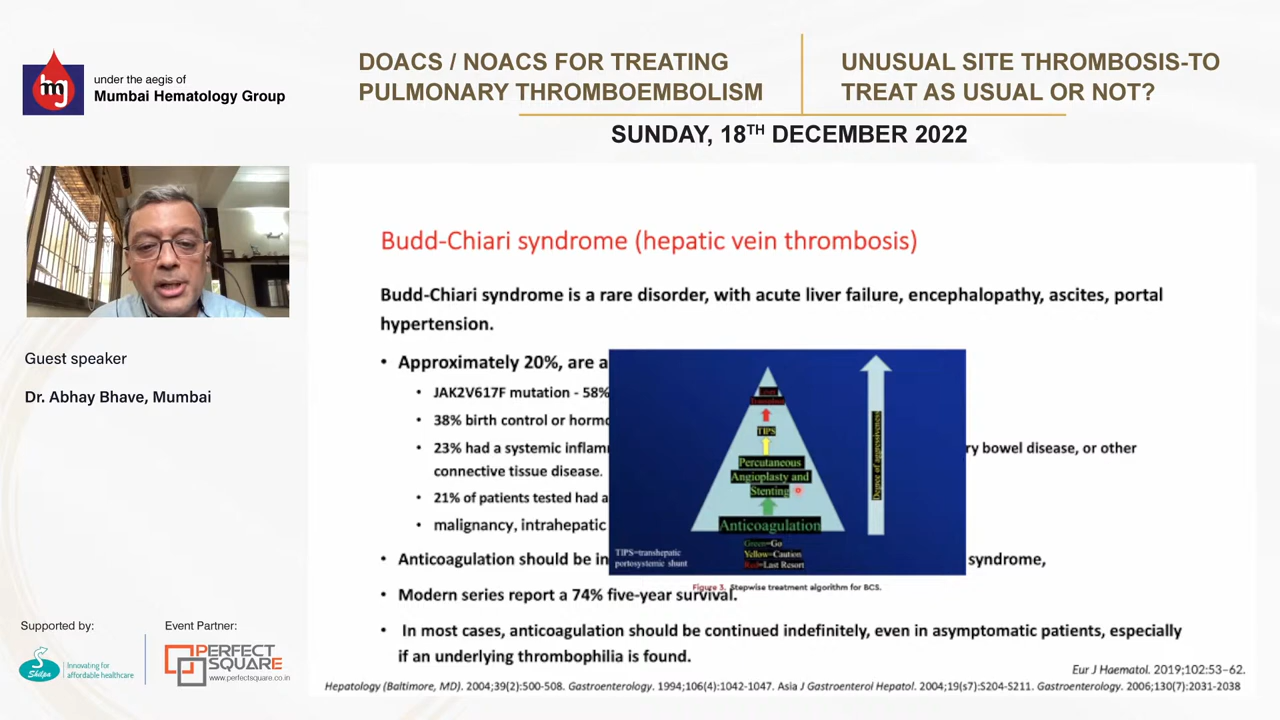 DOACS / NOACS FOR TREATING
PULMONARY THROMBOEMBOLISM
UNUSUAL SITE THROMBOSIS-TO
TREAT AS USUAL OR NOT?
SUNDAY, 18TH DECEMBER 2022
mg
under the aegis of
Mumbai Hematology Group
Guest speaker
Dr. Abhay Bhave, Mumbai
Supported by:
Event Partner:
Shilpa
Innovating for
affordable healthcare
PERFECT
SQUARE
www.perfectsquare.co.in
Budd-Chiari syndrome (hepatic vein thrombosis)
Budd-Chiari syndrome is a rare disorder, with acute liver failure, encephalopathy, ascites, portal
hypertension.
• Approximately 20%, are a
• JAK2V617F mutation - 58%
• 38% birth control or hormo
• 23% had a systemic inflam ry bowel disease, or other
connective tissue disease.
• 21% of patients tested had a
• malignancy, intrahepatic
• Anticoagulation should be in syndrome,
• Modern series report a 74% five-year survival.
• In most cases, anticoagulation should be continued indefinitely, even in asymptomatic patients, especially
if an underlying thrombophilia is found.
Transplant
TIPS
Percutaneous
Angioplasty and
Stenting
Anticoagulation
Green=Go
Yellow=Caution
Red=Last Resort
TIPS=transhepatic
portosystemic shunt
Degree of aggressiveness
Figure 3. Stepwise treatment algorithm for BCS.
Eur J Haematol. 2019;102:53–62.
Hepatology (Baltimore, MD). 2004;39(2):500-508. Gastroenterology. 1994;106(4):1042-1047. Asia J Gastroenterol Hepatol. 2004;19(s7):S204-S211. Gastroenterology. 2006;130(7):2031-2038